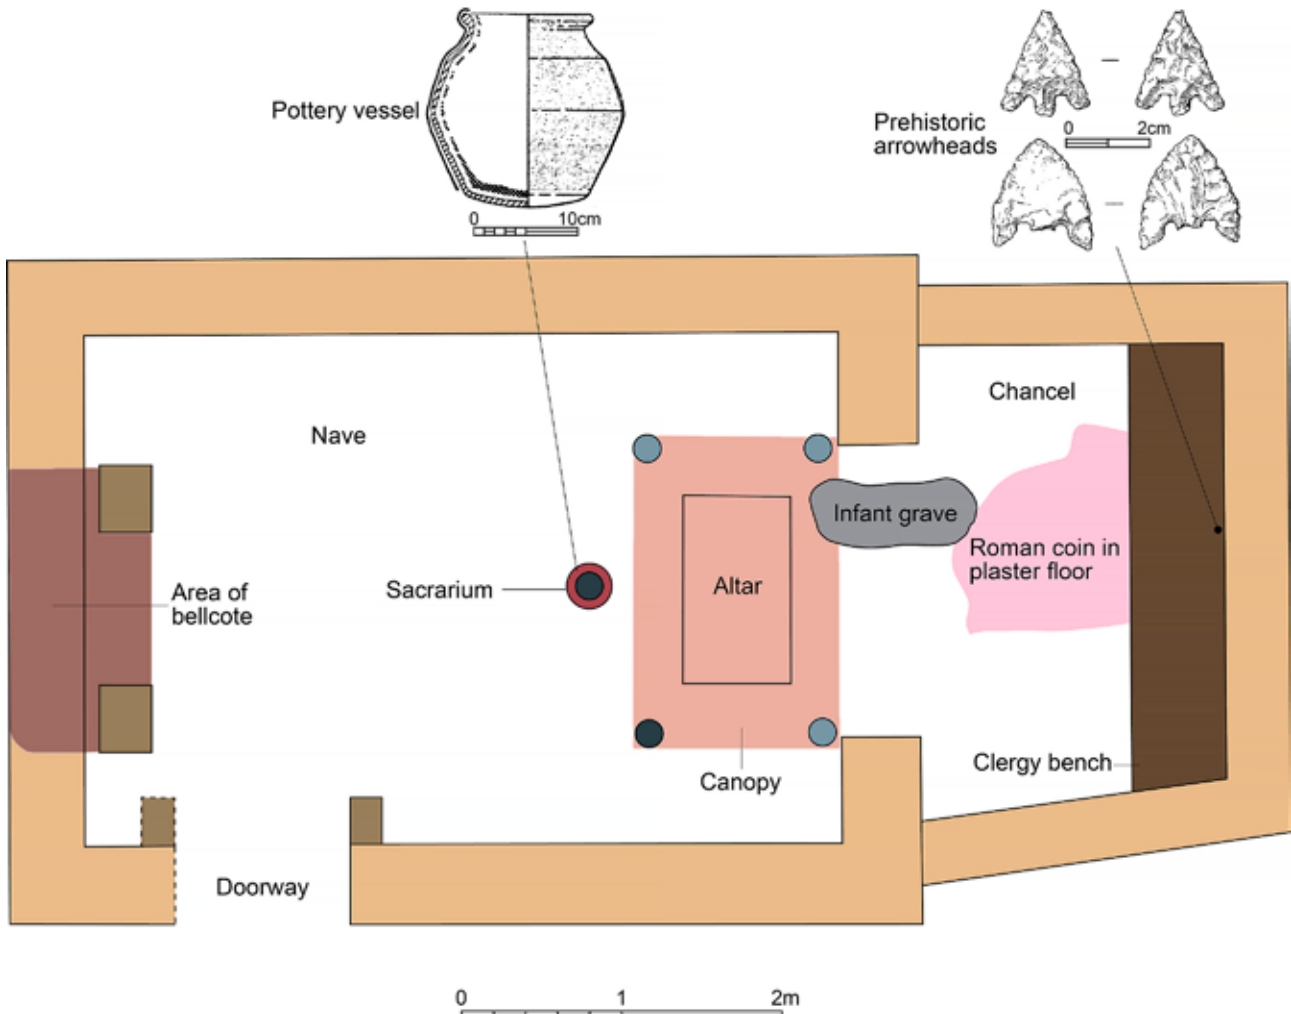 Pottery vessel
0 10cm
Prehistoric
arrowheads
0 2cm
Nave
Chancel
Infant grave
Roman coin in
plaster floor
Area of
bellcote
Sacrarium
Altar
Canopy
Clergy bench
Doorway
0 1 2m